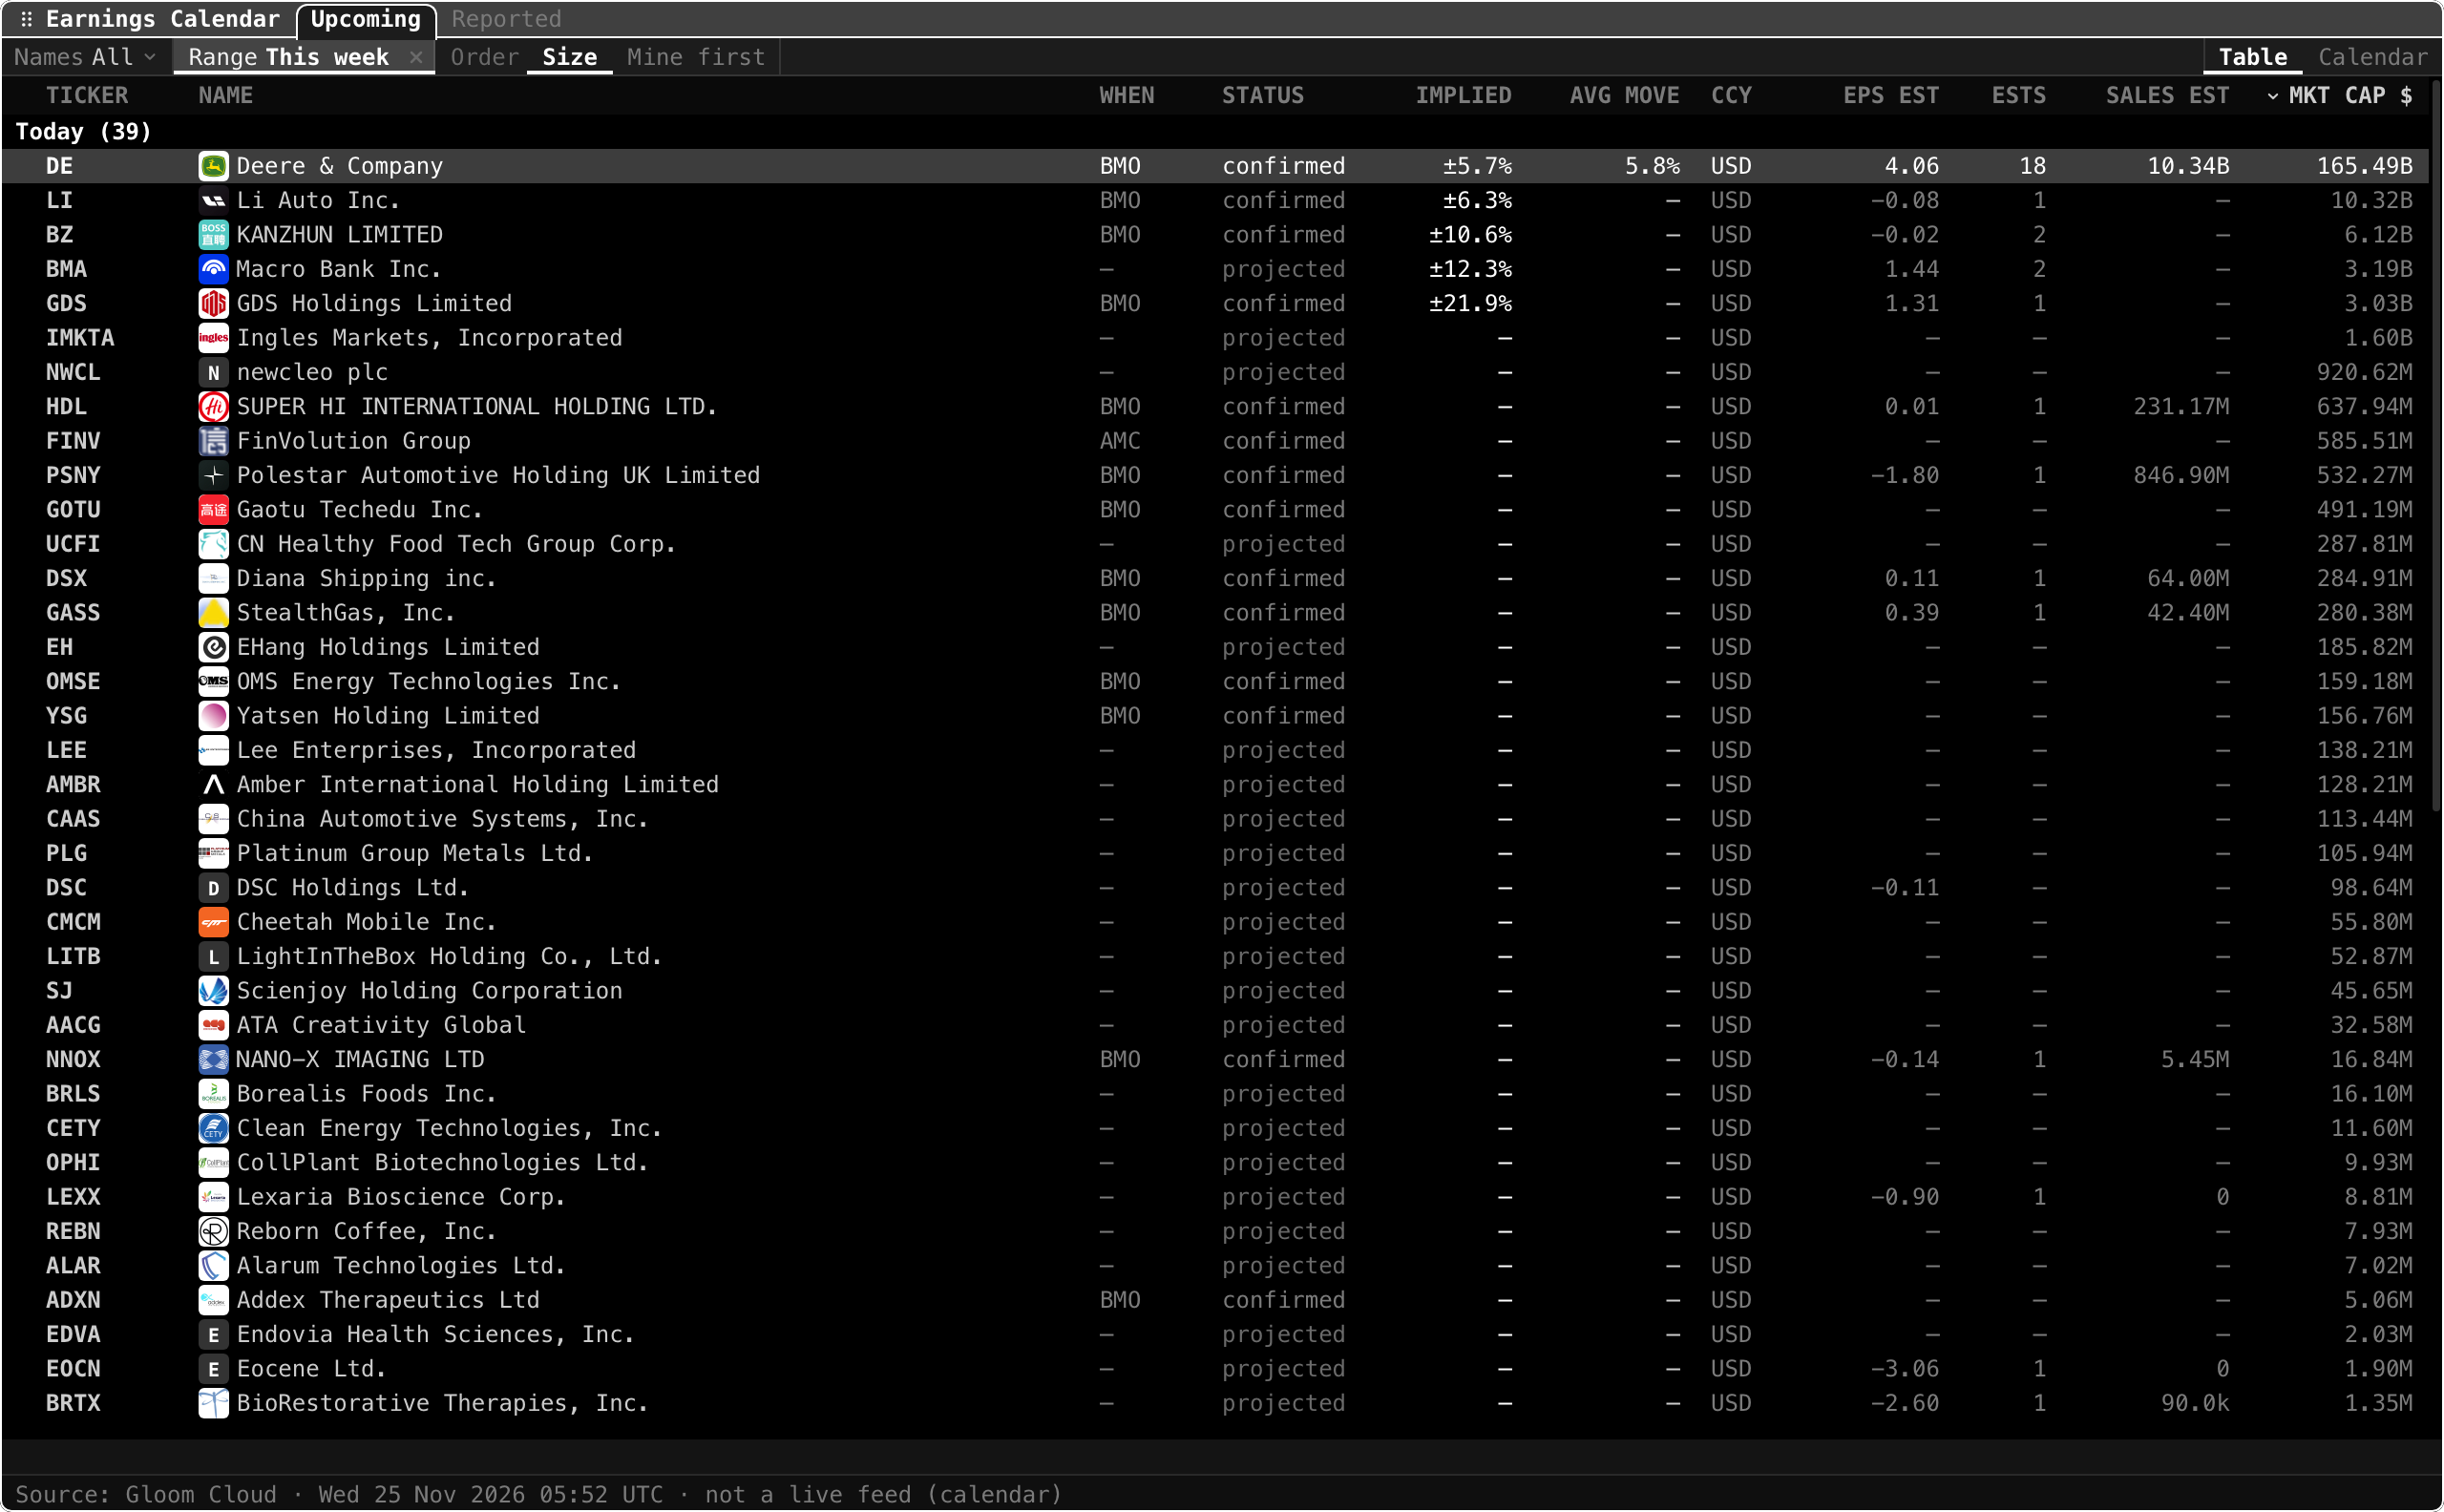 Earnings Calendar Upcoming Reported
Names All Range This week × Order Size Mine first Table Calendar
TICKER NAME WHEN STATUS IMPLIED AVG MOVE CCY EPS EST ESTS SALES EST MKT CAP $
Today (39)
DE Deere & Company BMO confirmed ±5.7% 5.8% USD 4.06 18 10.34B 165.49B
LI Li Auto Inc. BMO confirmed ±6.3% — USD −0.08 1 — 10.32B
BZ BOSS 直聘 KANZHUN LIMITED BMO confirmed ±10.6% — USD −0.02 2 — 6.12B
BMA Macro Bank Inc. — projected ±12.3% — USD 1.44 2 — 3.19B
GDS GDS Holdings Limited BMO confirmed ±21.9% — USD 1.31 1 — 3.03B
IMKTA ingles Ingles Markets, Incorporated — projected — — USD — — — 1.60B
NWCL N newcleo plc — projected — — USD — — — 920.62M
HDL Hi SUPER HI INTERNATIONAL HOLDING LTD. BMO confirmed — — USD 0.01 1 231.17M 637.94M
FINV FinVolution Group AMC confirmed — — USD — — — 585.51M
PSNY Polestar Automotive Holding UK Limited BMO confirmed — — USD −1.80 1 846.90M 532.27M
GOTU 高途 Gaotu Techedu Inc. BMO confirmed — — USD — — — 491.19M
UCFI CN Healthy Food Tech Group Corp. — projected — — USD — — — 287.81M
DSX Diana Shipping inc. BMO confirmed — — USD 0.11 1 64.00M 284.91M
GASS StealthGas, Inc. BMO confirmed — — USD 0.39 1 42.40M 280.38M
EH EHang Holdings Limited — projected — — USD — — — 185.82M
OMSE OMS OMS Energy Technologies Inc. BMO confirmed — — USD — — — 159.18M
YSG Yatsen Holding Limited BMO confirmed — — USD — — — 156.76M
LEE Lee Enterprises, Incorporated — projected — — USD — — — 138.21M
AMBR Amber International Holding Limited — projected — — USD — — — 128.21M
CAAS China Automotive Systems, Inc. — projected — — USD — — — 113.44M
PLG Platinum Group Metals Ltd. — projected — — USD — — — 105.94M
DSC D DSC Holdings Ltd. — projected — — USD −0.11 — — 98.64M
CMCM Cheetah Mobile Inc. — projected — — USD — — — 55.80M
LITB L LightInTheBox Holding Co., Ltd. — projected — — USD — — — 52.87M
SJ Scienjoy Holding Corporation — projected — — USD — — — 45.65M
AACG ATA Creativity Global — projected — — USD — — — 32.58M
NNOX NANO-X IMAGING LTD BMO confirmed — — USD −0.14 1 5.45M 16.84M
BRLS Borealis Foods Inc. — projected — — USD — — — 16.10M
CETY CETY Clean Energy Technologies, Inc. — projected — — USD — — — 11.60M
OPHI CollPlant Biotechnologies Ltd. — projected — — USD — — — 9.93M
LEXX Lexaria Bioscience Corp. — projected — — USD −0.90 1 0 8.81M
REBN R Reborn Coffee, Inc. — projected — — USD — — — 7.93M
ALAR Alarum Technologies Ltd. — projected — — USD — — — 7.02M
ADXN addex Addex Therapeutics Ltd BMO confirmed — — USD — — — 5.06M
EDVA E Endovia Health Sciences, Inc. — projected — — USD — — — 2.03M
EOCN E Eocene Ltd. — projected — — USD −3.06 1 0 1.90M
BRTX BioRestorative Therapies, Inc. — projected — — USD −2.60 1 90.0k 1.35M
Source: Gloom Cloud · Wed 25 Nov 2026 05:52 UTC · not a live feed (calendar)